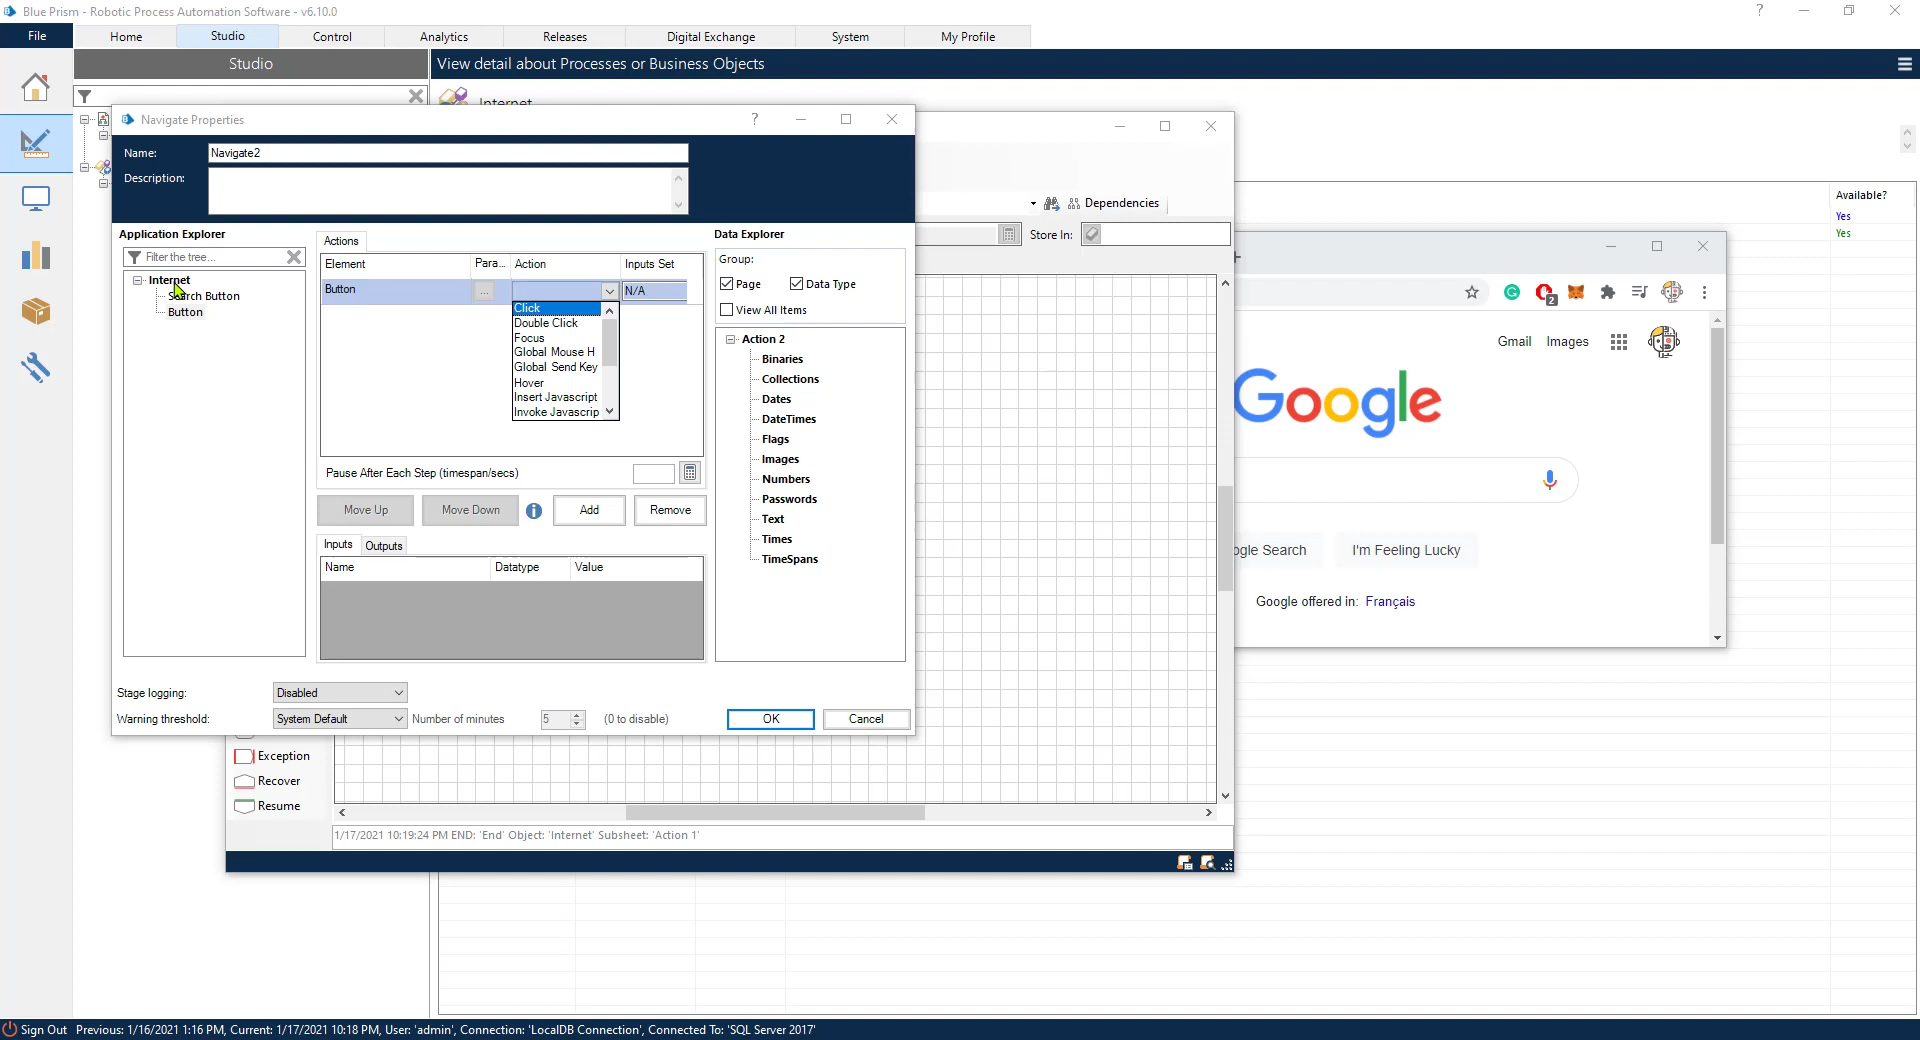 Blue Prism - Robotic Process Automation Software - v6.10.0
?
File
Home
Studio
Control
Analytics
Releases
Digital Exchange
System
My Profile
Studio
View detail about Processes or Business Objects
Internet
Navigate Properties
?
Name:
Navigate2
Description:
Dependencies
Store In:
Available?
Yes
Yes
Application Explorer
Filter the tree...
Internet
Search Button
Button
Actions
Element
Para...
Action
Inputs Set
Button
...
N/A
Click
Double Click
Focus
Global Mouse H
Global Send Key
Hover
Insert Javascript
Invoke Javascrip
Pause After Each Step (timespan/secs)
Move Up
Move Down
Add
Remove
Inputs
Outputs
Name
Datatype
Value
Data Explorer
Group:
Page
Data Type
View All Items
Action 2
Binaries
Collections
Dates
DateTimes
Flags
Images
Numbers
Passwords
Text
Times
TimeSpans
Stage logging:
Disabled
Warning threshold:
System Default
Number of minutes
5
(0 to disable)
OK
Cancel
2
Gmail
Images
Google
ogle Search
I'm Feeling Lucky
Google offered in: Français
Exception
Recover
Resume
1/17/2021 10:19:24 PM END: 'End' Object: 'Internet' Subsheet: 'Action 1'
Sign Out Previous: 1/16/2021 1:16 PM, Current: 1/17/2021 10:18 PM, User: 'admin', Connection: 'LocalDB Connection', Connected To: 'SQL Server 2017'